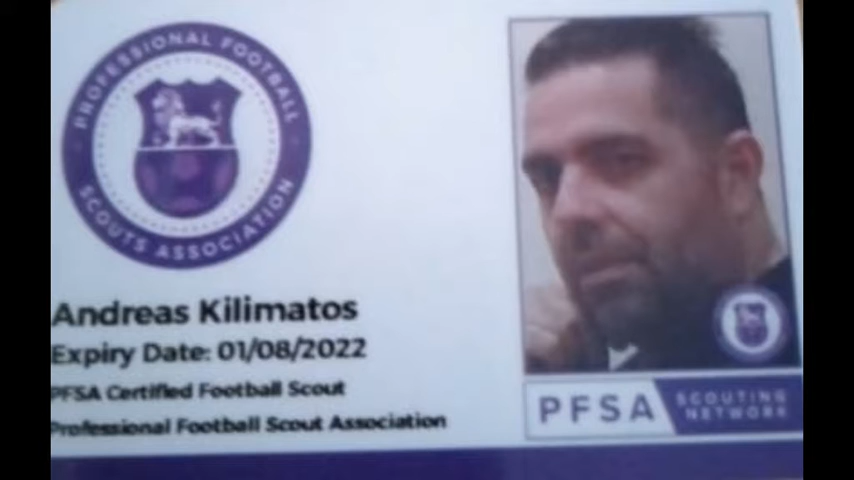 PROFESSIONAL FOOTBALL
SCOUTS ASSOCIATION
Andreas Kilimatos
Expiry Date: 01/08/2022
PFSA Certified Football Scout
Professional Football Scout Association
PFSA
SCOUTING
NETWORK